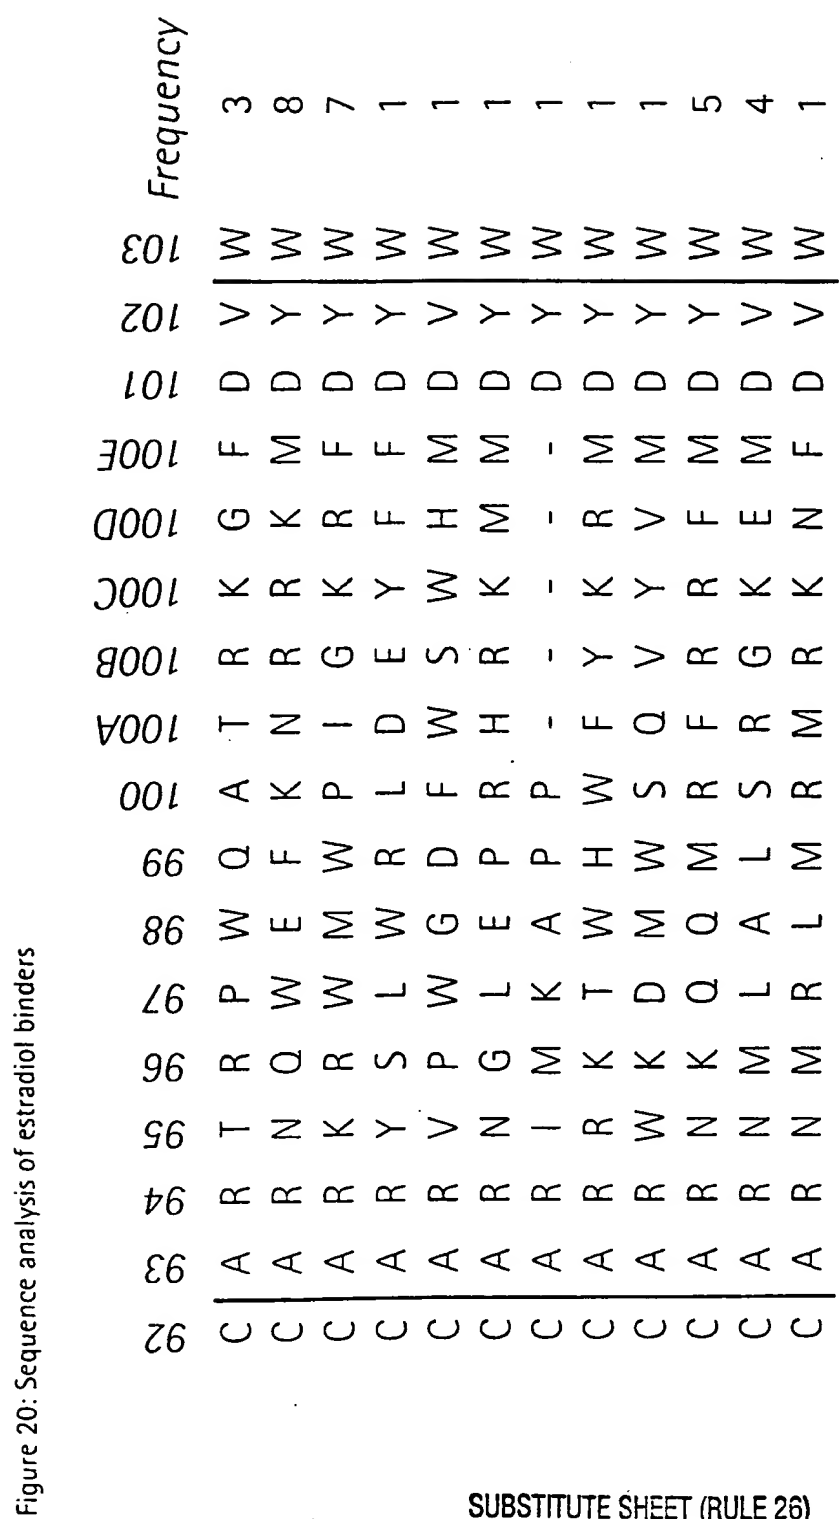 Figure 20: Sequence analysis of estradiol binders
92 93 94 95 96 97 98 99 100 100A 100B 100C 100D 100E 101 102 103 Frequency
C A R T R P W Q A T R K G F D V W 3
C A R N Q W E F K N R R K M D Y W 8
C A R K R W M W P I G K R F D Y W 7
C A R Y S L W R L D E Y F F D Y W 1
C A R V P W G D F W S W H M D V W 1
C A R N G L E P R H R K M M D Y W 1
C A R I M K A P P - - - - - D Y W 1
C A R R K T W H W F Y K R M D Y W 1
C A R W K D M W S Q V Y V M D Y W 1
C A R N K Q Q M R F R R F M D Y W 5
C A R N M L A L S R G K E M D V W 4
C A R N M R L M R M R K N F D V W 1
SUBSTITUTE SHEET (RULE 26)